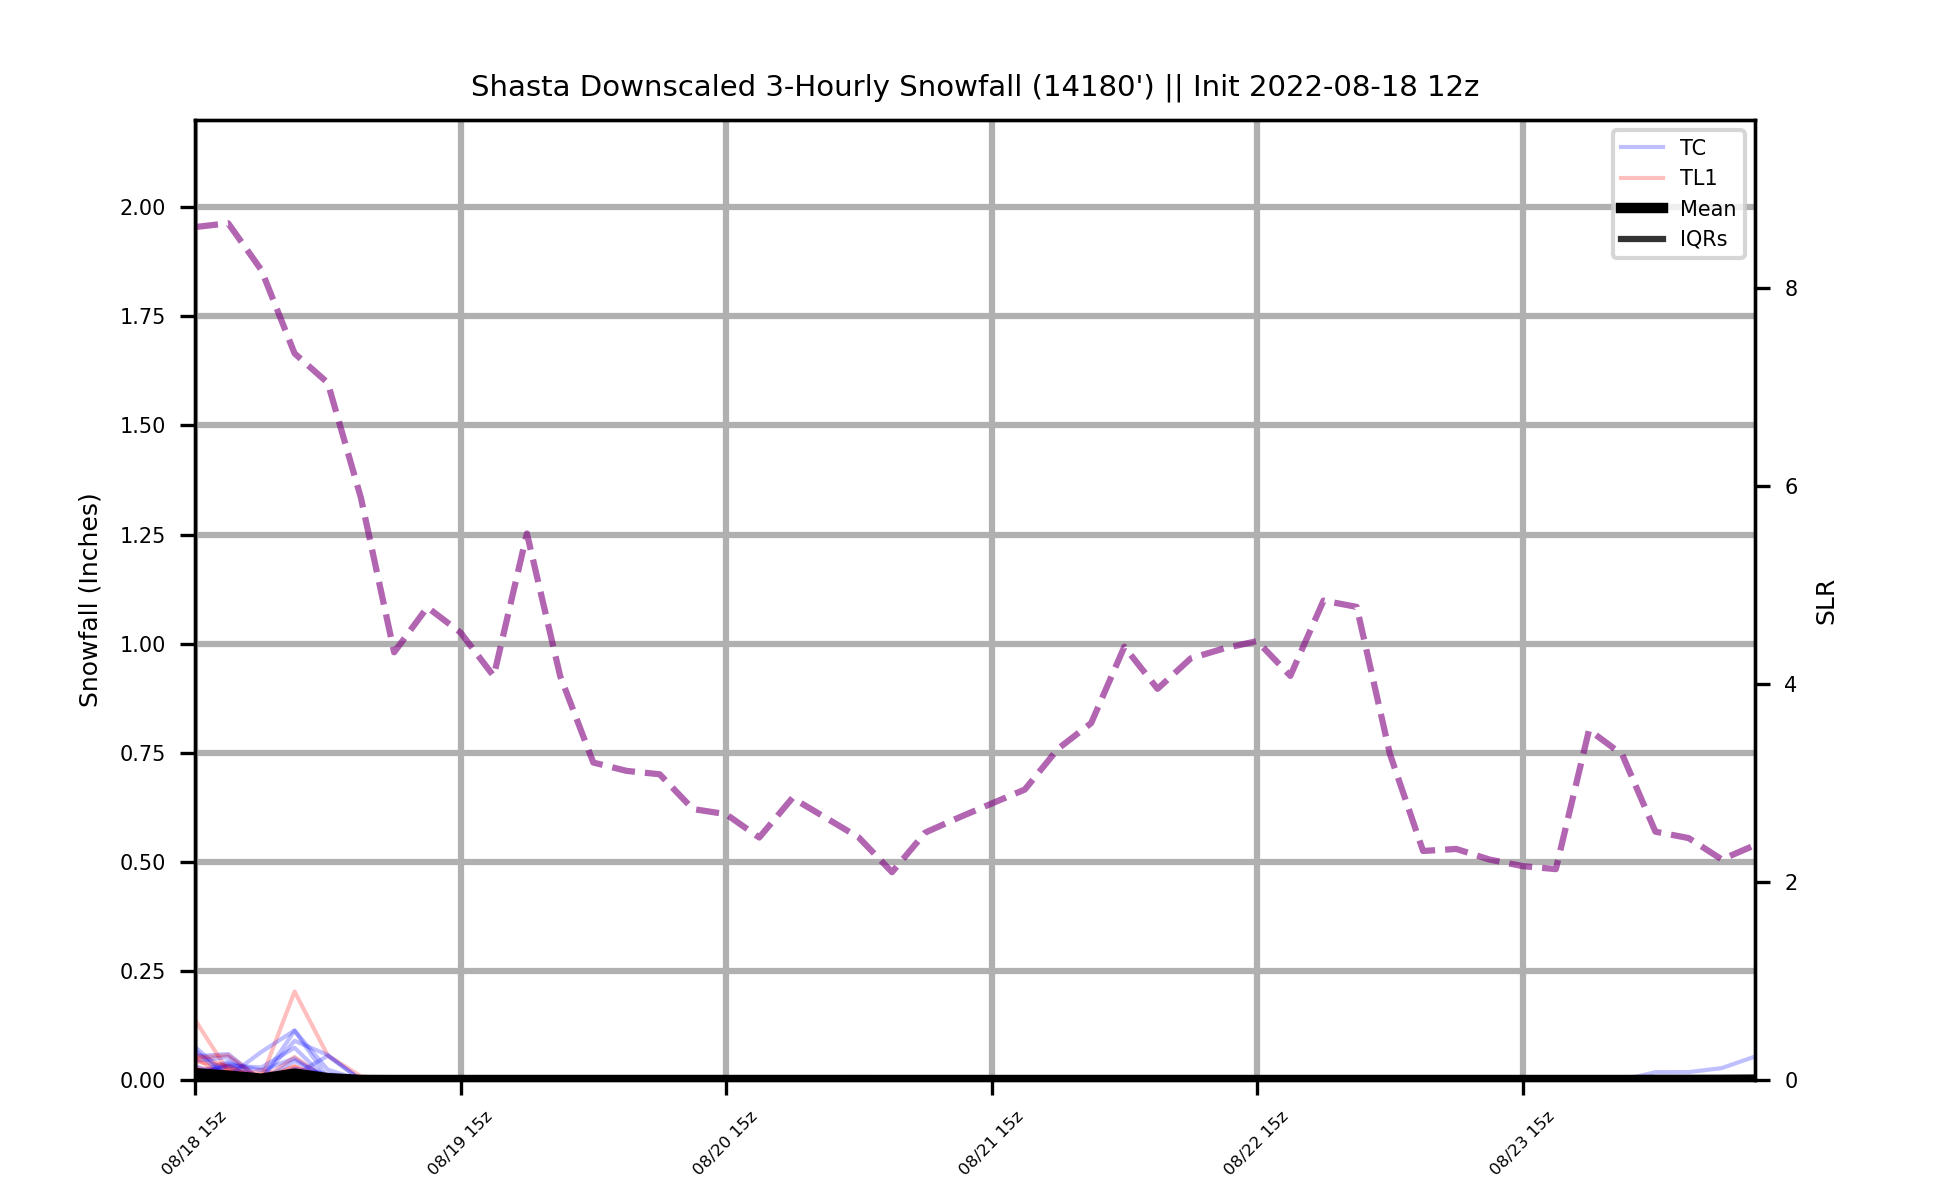 Shasta Downscaled 3-Hourly Snowfall (14180') || Init 2022-08-18 12z
TC
TL1
Mean
IQRs
2.00
1.75
1.50
1.25
1.00
0.75
0.50
0.25
0.00
Snowfall (Inches)
8
6
4
2
0
SLR
08/18 15z
08/19 15z
08/20 15z
08/21 15z
08/22 15z
08/23 15z